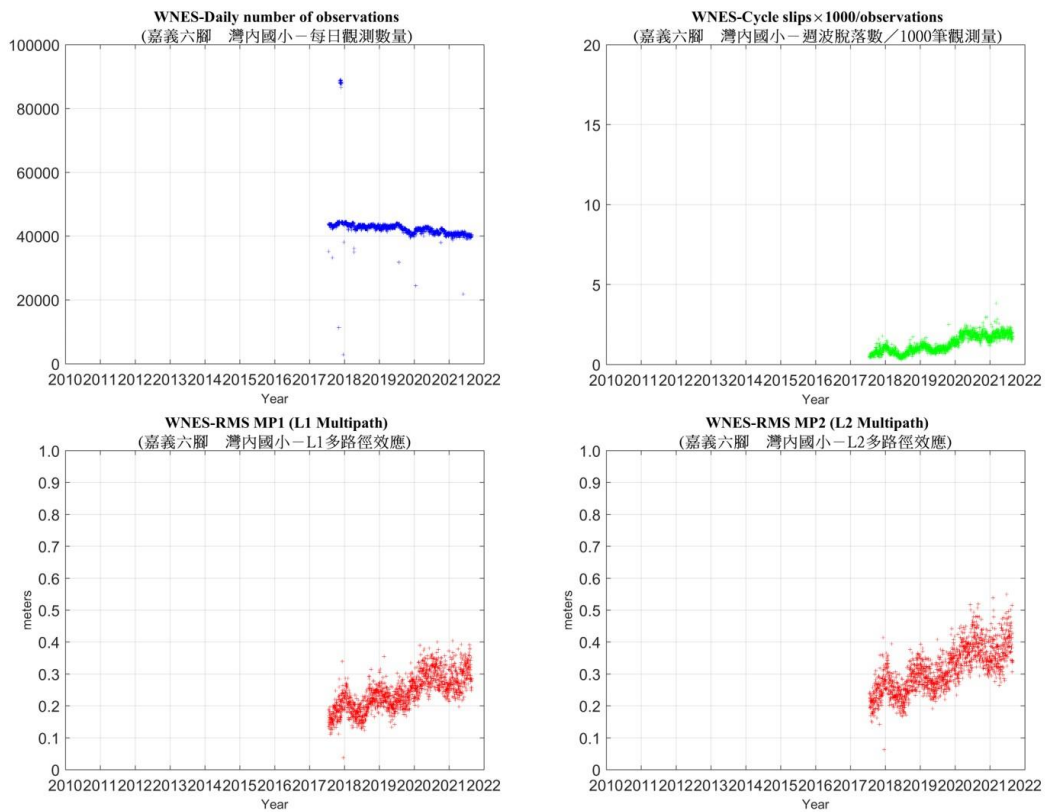 WNES-Daily number of observations
(嘉義六腳　灣內國小－每日觀測數量)
100000
80000
60000
40000
20000
0
2010 2011 2012 2013 2014 2015 2016 2017 2018 2019 2020 2021 2022
Year
WNES-Cycle slips×1000/observations
(嘉義六腳　灣內國小－週波脫落數／1000筆觀測量)
20
15
10
5
0
2010 2011 2012 2013 2014 2015 2016 2017 2018 2019 2020 2021 2022
Year
WNES-RMS MP1 (L1 Multipath)
(嘉義六腳　灣內國小－L1多路徑效應)
1.0
0.9
0.8
0.7
0.6
0.5
0.4
0.3
0.2
0.1
0
meters
2010 2011 2012 2013 2014 2015 2016 2017 2018 2019 2020 2021 2022
Year
WNES-RMS MP2 (L2 Multipath)
(嘉義六腳　灣內國小－L2多路徑效應)
1.0
0.9
0.8
0.7
0.6
0.5
0.4
0.3
0.2
0.1
0
meters
2010 2011 2012 2013 2014 2015 2016 2017 2018 2019 2020 2021 2022
Year